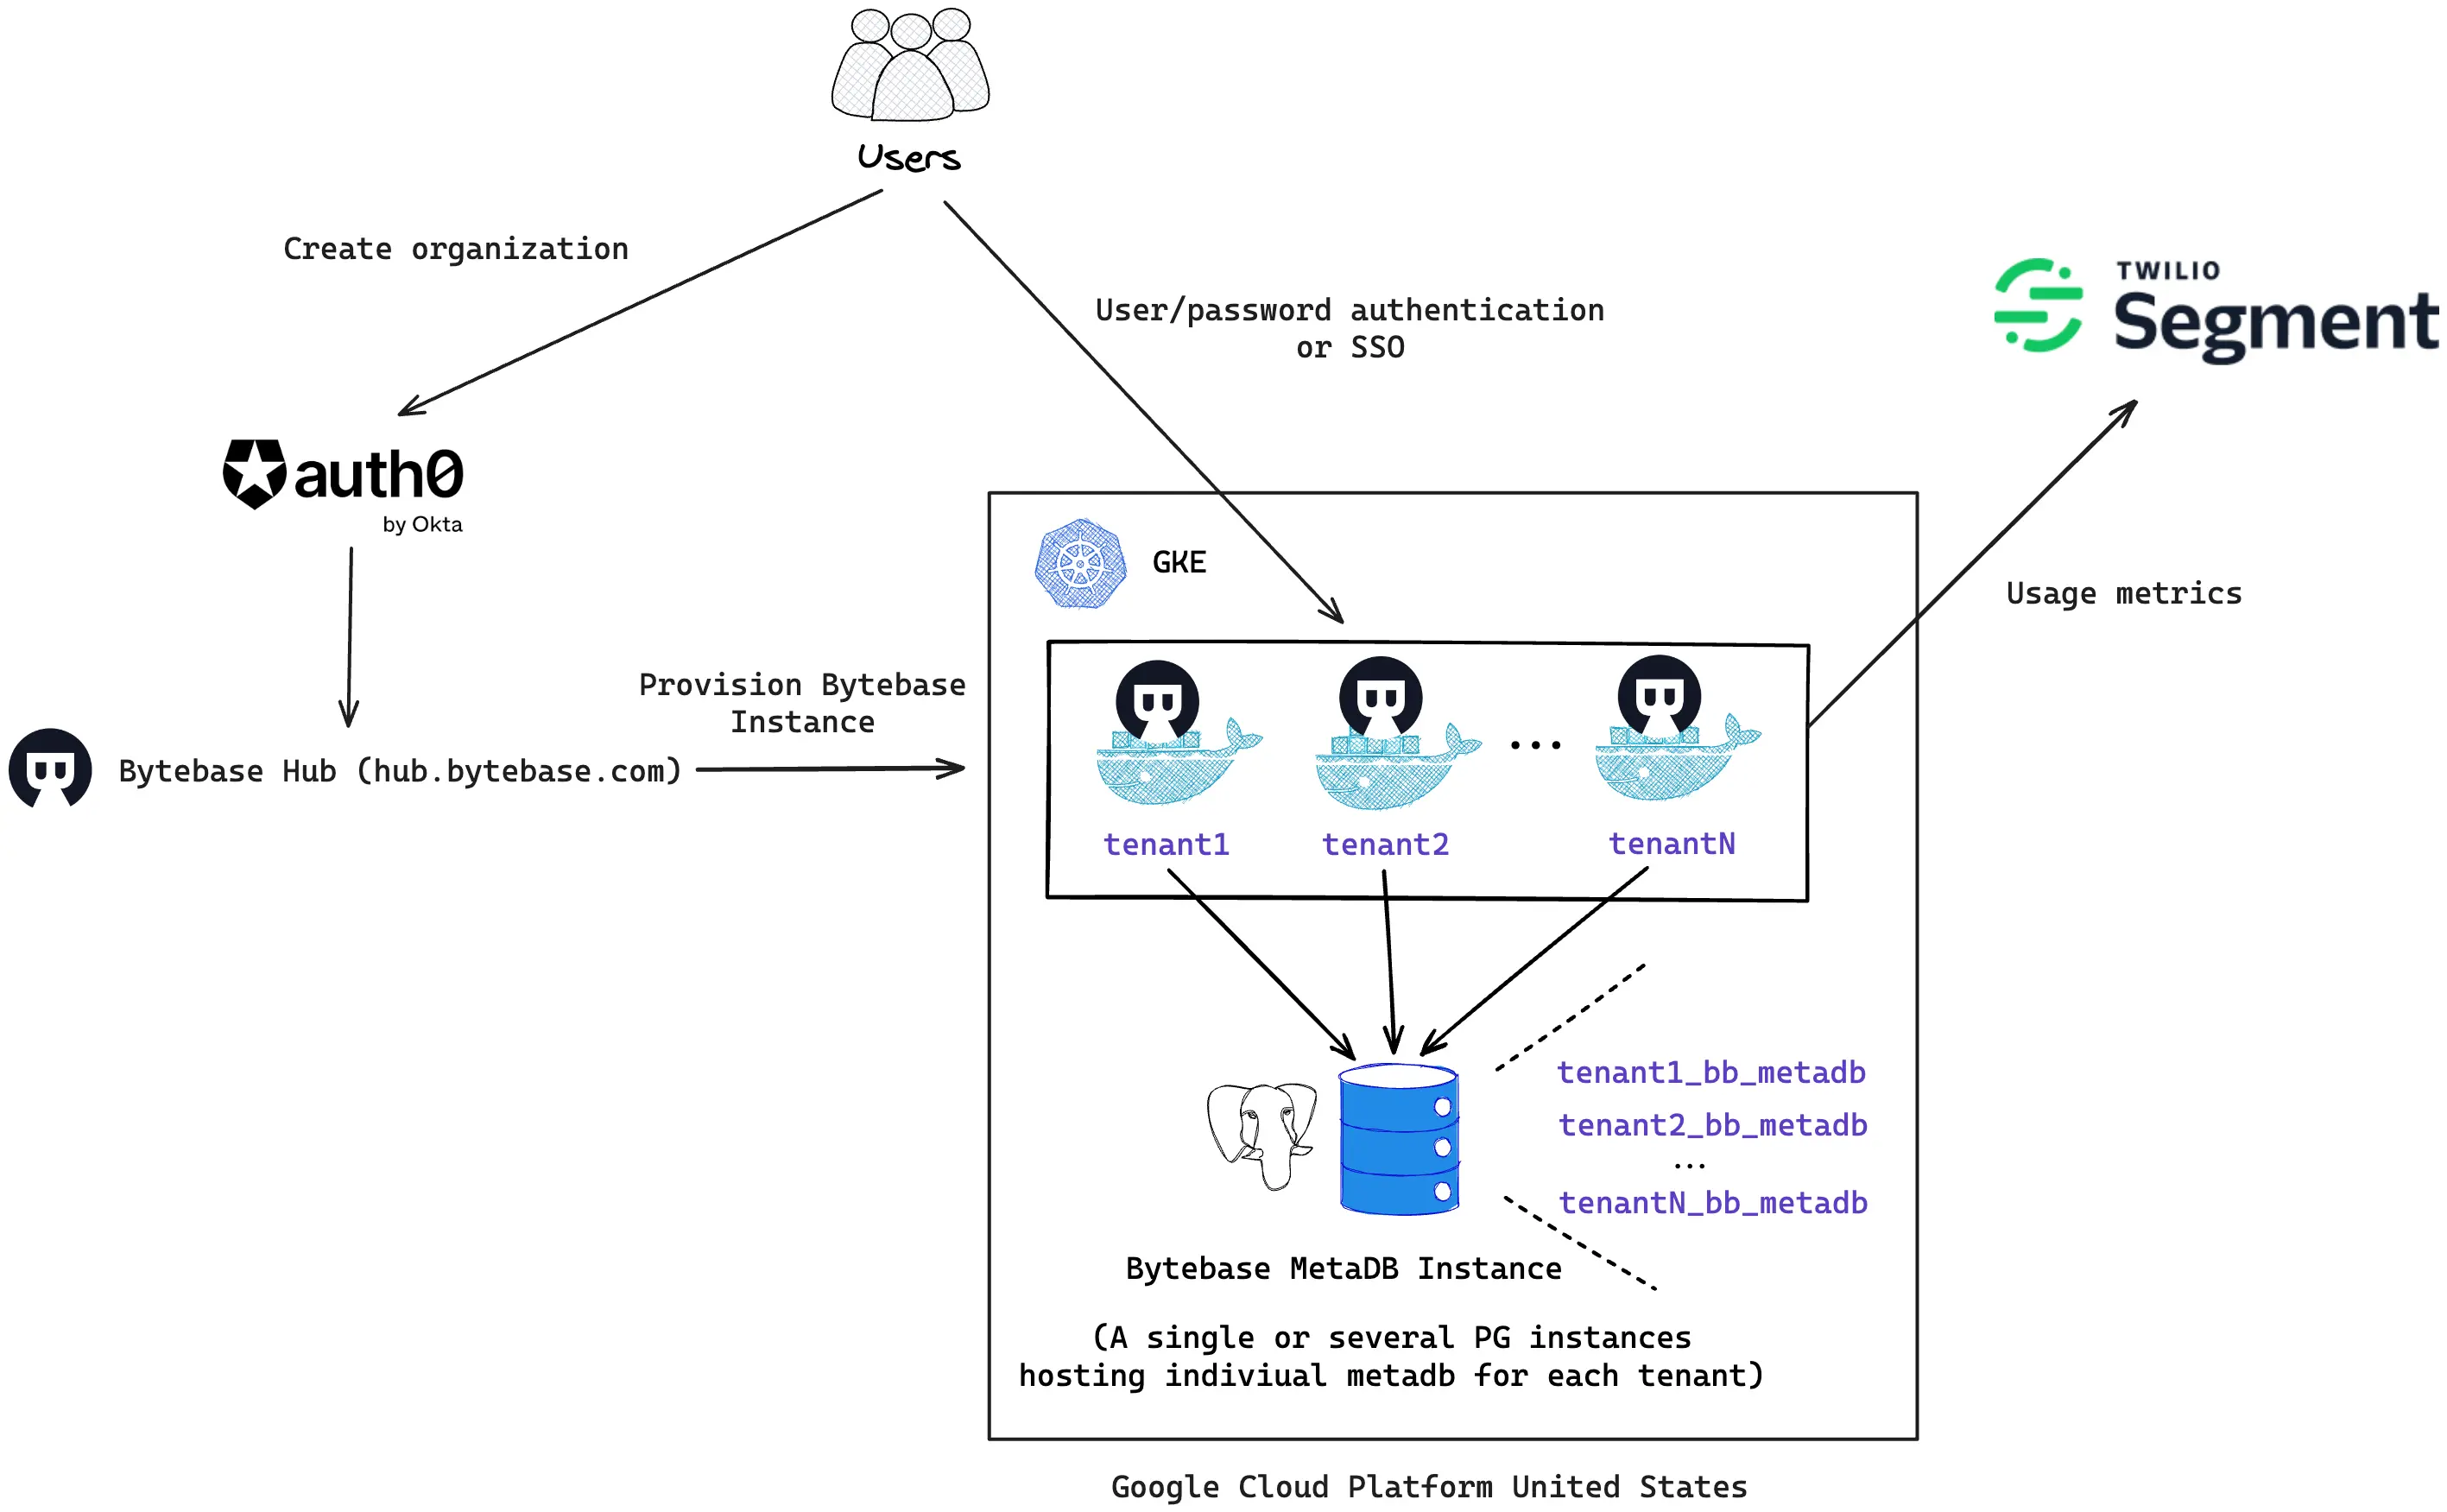 Users
Create organization
TWILIO
Segment
User/password authentication
or SSO
auth0
by Okta
GKE
Usage metrics
Provision Bytebase
Instance
Bytebase Hub (hub.bytebase.com)
...
tenant1
tenant2
tenantN
tenant1_bb_metadb
tenant2_bb_metadb
...
tenantN_bb_metadb
Bytebase MetaDB Instance
(A single or several PG instances
hosting indiviual metadb for each tenant)
Google Cloud Platform United States